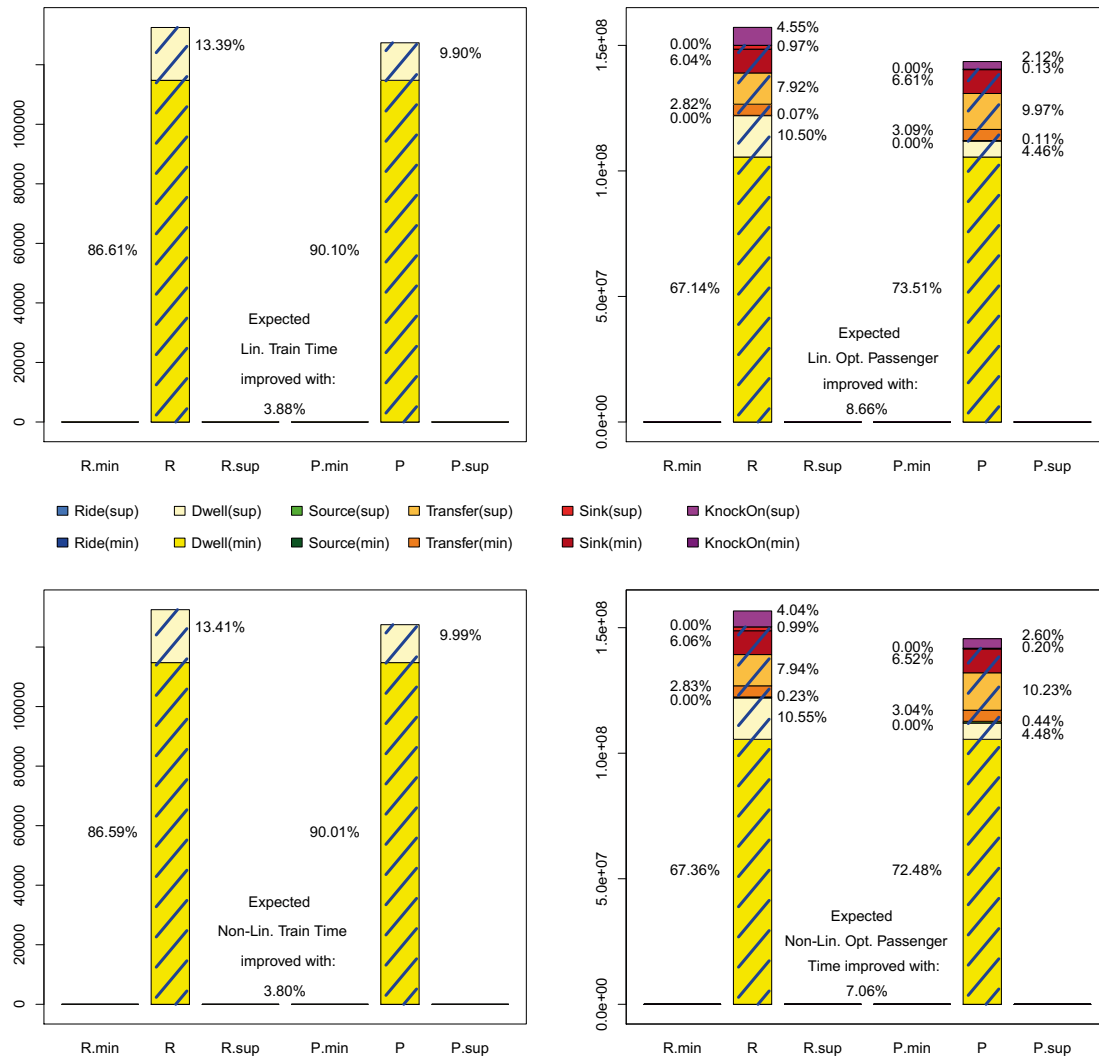 0
20000
40000
60000
80000
100000
13.39%
9.90%
86.61%
90.10%
Expected
Lin. Train Time
improved with:
3.88%
R.min R R.sup P.min P P.sup
0.0e+00
5.0e+07
1.0e+08
1.5e+08
4.55%
0.00%
0.97%
6.04%
7.92%
2.82%
0.07%
0.00%
10.50%
67.14%
2.12%
0.00%
0.13%
6.61%
9.97%
3.09%
0.11%
0.00%
4.46%
73.51%
Expected
Lin. Opt. Passenger
improved with:
8.66%
R.min R R.sup P.min P P.sup
Ride(sup) Dwell(sup) Source(sup) Transfer(sup) Sink(sup) KnockOn(sup)
Ride(min) Dwell(min) Source(min) Transfer(min) Sink(min) KnockOn(min)
0
20000
40000
60000
80000
100000
13.41%
9.99%
86.59%
90.01%
Expected
Non-Lin. Train Time
improved with:
3.80%
R.min R R.sup P.min P P.sup
0.0e+00
5.0e+07
1.0e+08
1.5e+08
4.04%
0.00%
0.99%
6.06%
7.94%
2.83%
0.23%
0.00%
10.55%
67.36%
2.60%
0.00%
0.20%
6.52%
10.23%
3.04%
0.44%
0.00%
4.48%
72.48%
Expected
Non-Lin. Opt. Passenger
Time improved with:
7.06%
R.min R R.sup P.min P P.sup